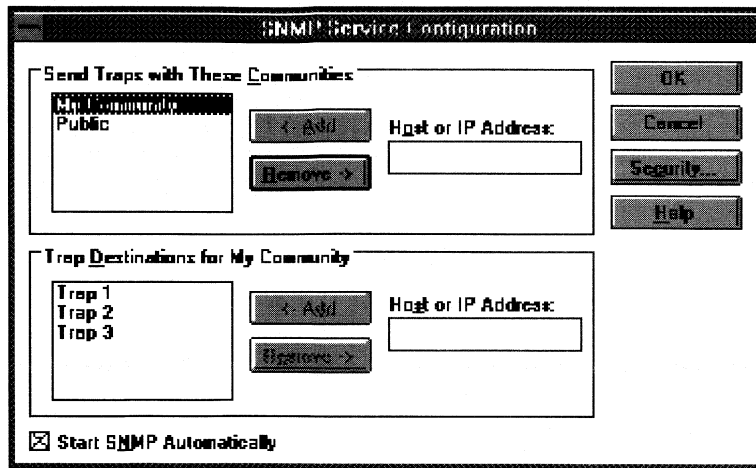 SNMP Service Configuration
Send Traps with These Communities
My Community
Public
<- Add
Remove ->
Host or IP Address:
OK
Cancel
Security...
Help
Trap Destinations for My Community
Trap 1
Trap 2
Trap 3
<- Add
Remove ->
Host or IP Address:
Start SNMP Automatically